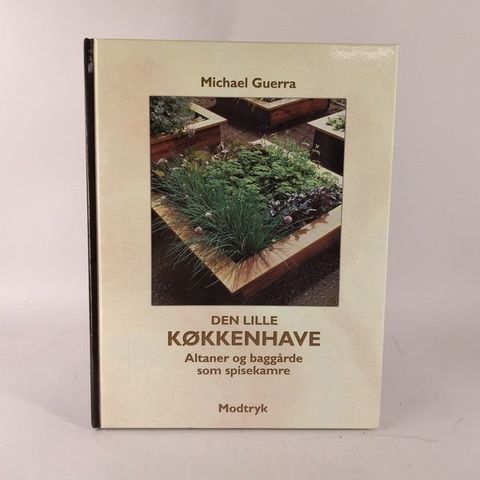 Michael Guerra
DEN LILLE
KØKKENHAVE
Altaner og baggårde
som spisekamre
Modtryk